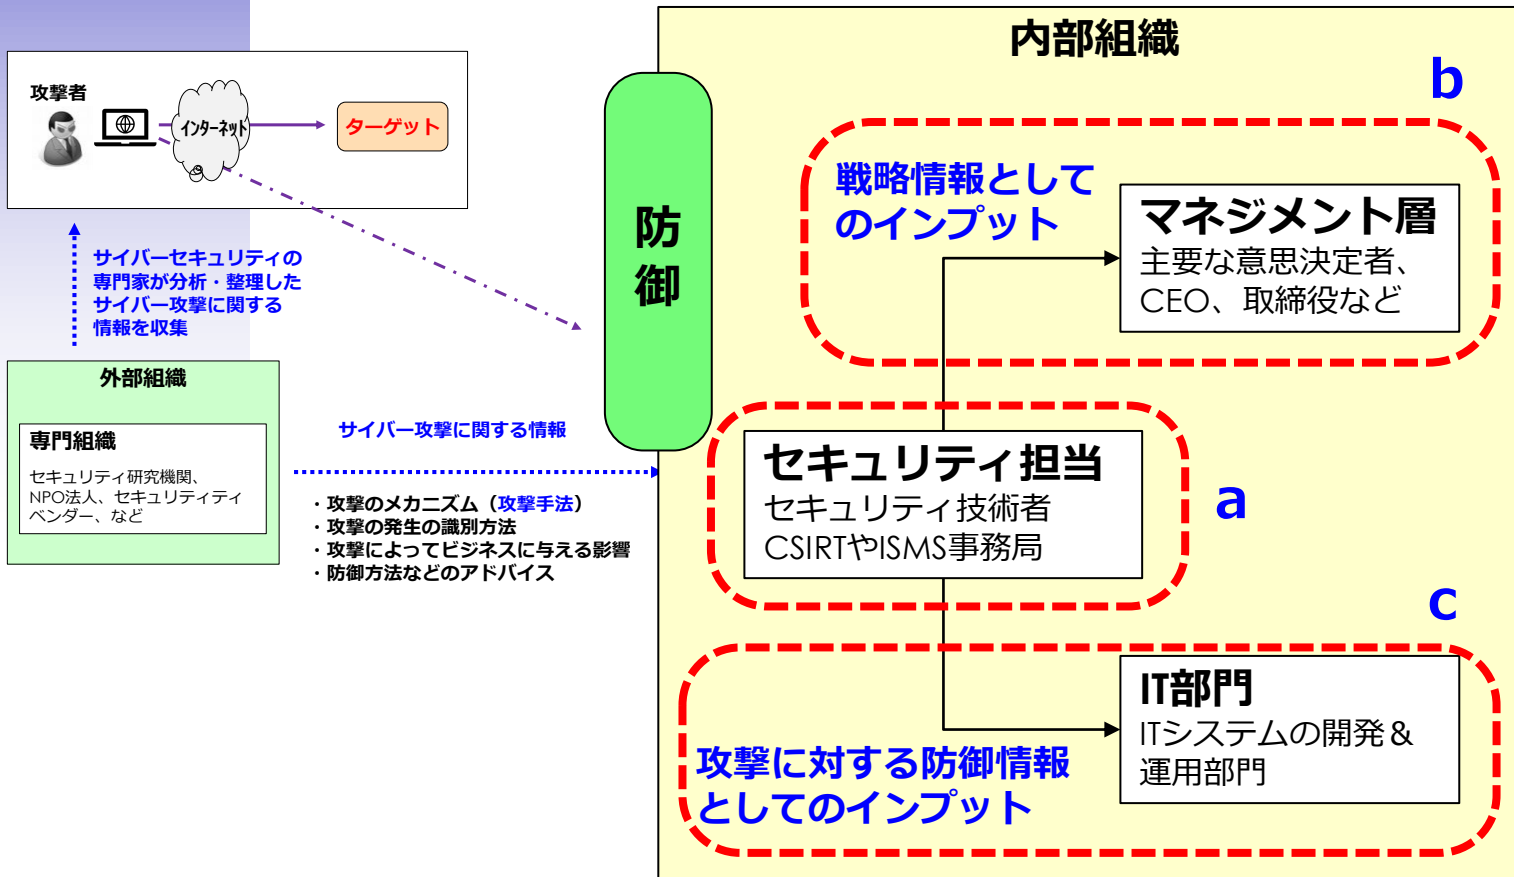 内部組織
b
攻撃者
インターネット
ターゲット
戦略情報として
のインプット
マネジメント層
主要な意思決定者、
CEO、取締役など
防
御
サイバーセキュリティの
専門家が分析・整理した
サイバー攻撃に関する
情報を収集
外部組織
専門組織
セキュリティ研究機関、
NPO法人、セキュリティティ
ベンダー、など
サイバー攻撃に関する情報
・攻撃のメカニズム（攻撃手法）
・攻撃の発生の識別方法
・攻撃によってビジネスに与える影響
・防御方法などのアドバイス
セキュリティ担当
セキュリティ技術者
CSIRTやISMS事務局
a
c
IT部門
ITシステムの開発＆
運用部門
攻撃に対する防御情報
としてのインプット